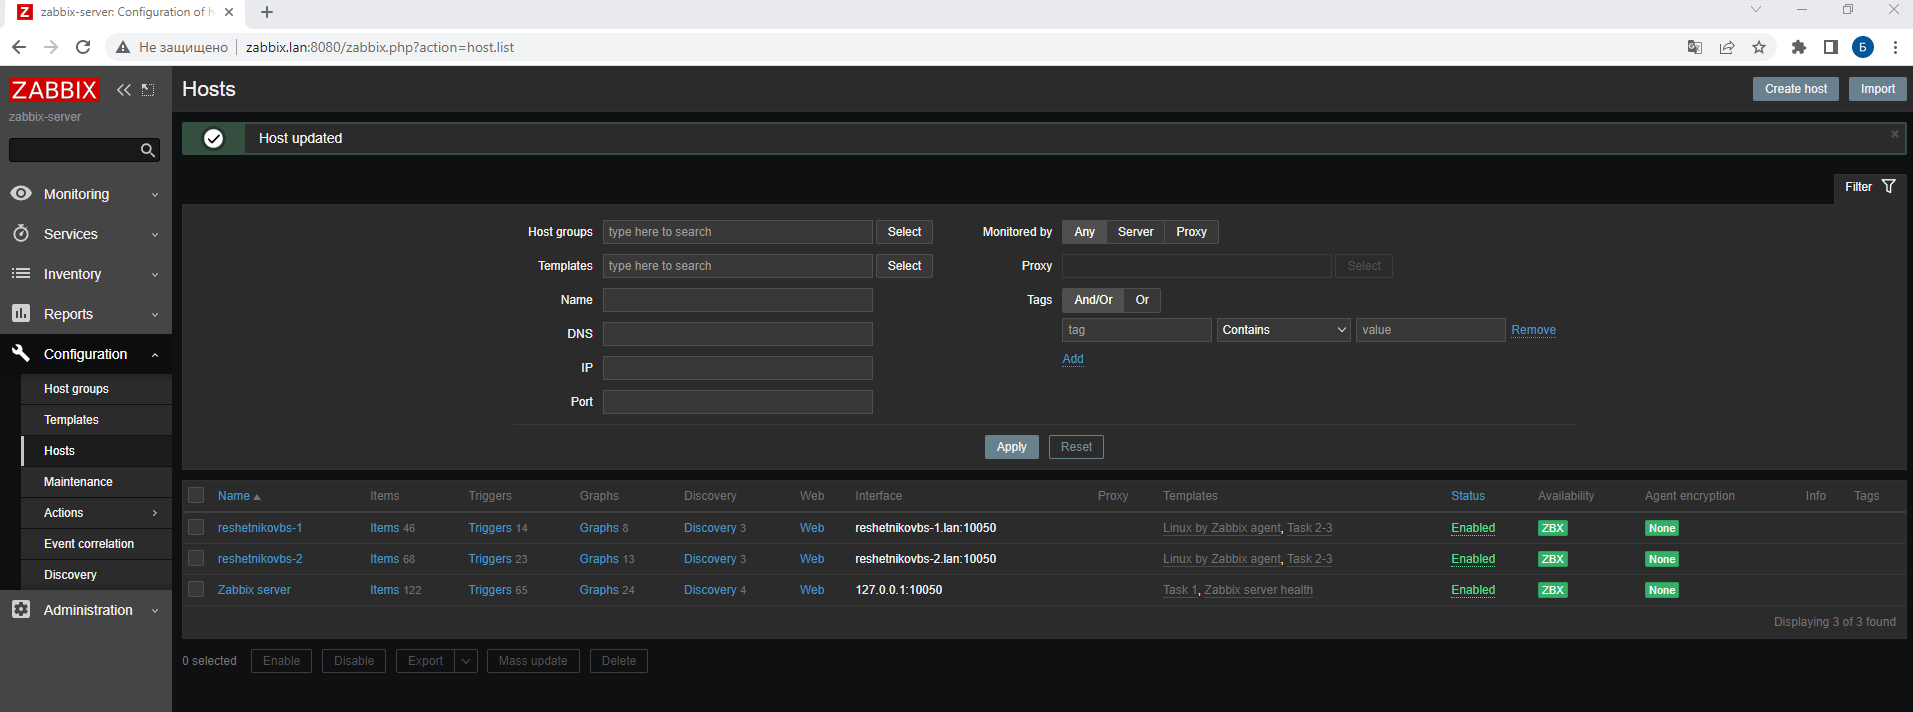 zabbix-server: Configuration of h
Не защищено zabbix.lan:8080/zabbix.php?action=host.list Б
ZABBIX
zabbix-server
Monitoring
Services
Inventory
Reports
Configuration
Host groups
Templates
Hosts
Maintenance
Actions
Event correlation
Discovery
Administration
Hosts
Create host Import
Host updated
Filter
Host groups type here to search Select
Templates type here to search Select
Name
DNS
IP
Port
Monitored by Any Server Proxy
Proxy Select
Tags And/Or Or
tag Contains value Remove
Add
Apply Reset
Name Items Triggers Graphs Discovery Web Interface Proxy Templates Status Availability Agent encryption Info Tags
reshetnikovbs-1 Items 46 Triggers 14 Graphs 8 Discovery 3 Web reshetnikovbs-1.lan:10050 Linux by Zabbix agent, Task 2-3 Enabled ZBX None
reshetnikovbs-2 Items 68 Triggers 23 Graphs 13 Discovery 3 Web reshetnikovbs-2.lan:10050 Linux by Zabbix agent, Task 2-3 Enabled ZBX None
Zabbix server Items 122 Triggers 65 Graphs 24 Discovery 4 Web 127.0.0.1:10050 Task 1, Zabbix server health Enabled ZBX None
Displaying 3 of 3 found
0 selected Enable Disable Export Mass update Delete